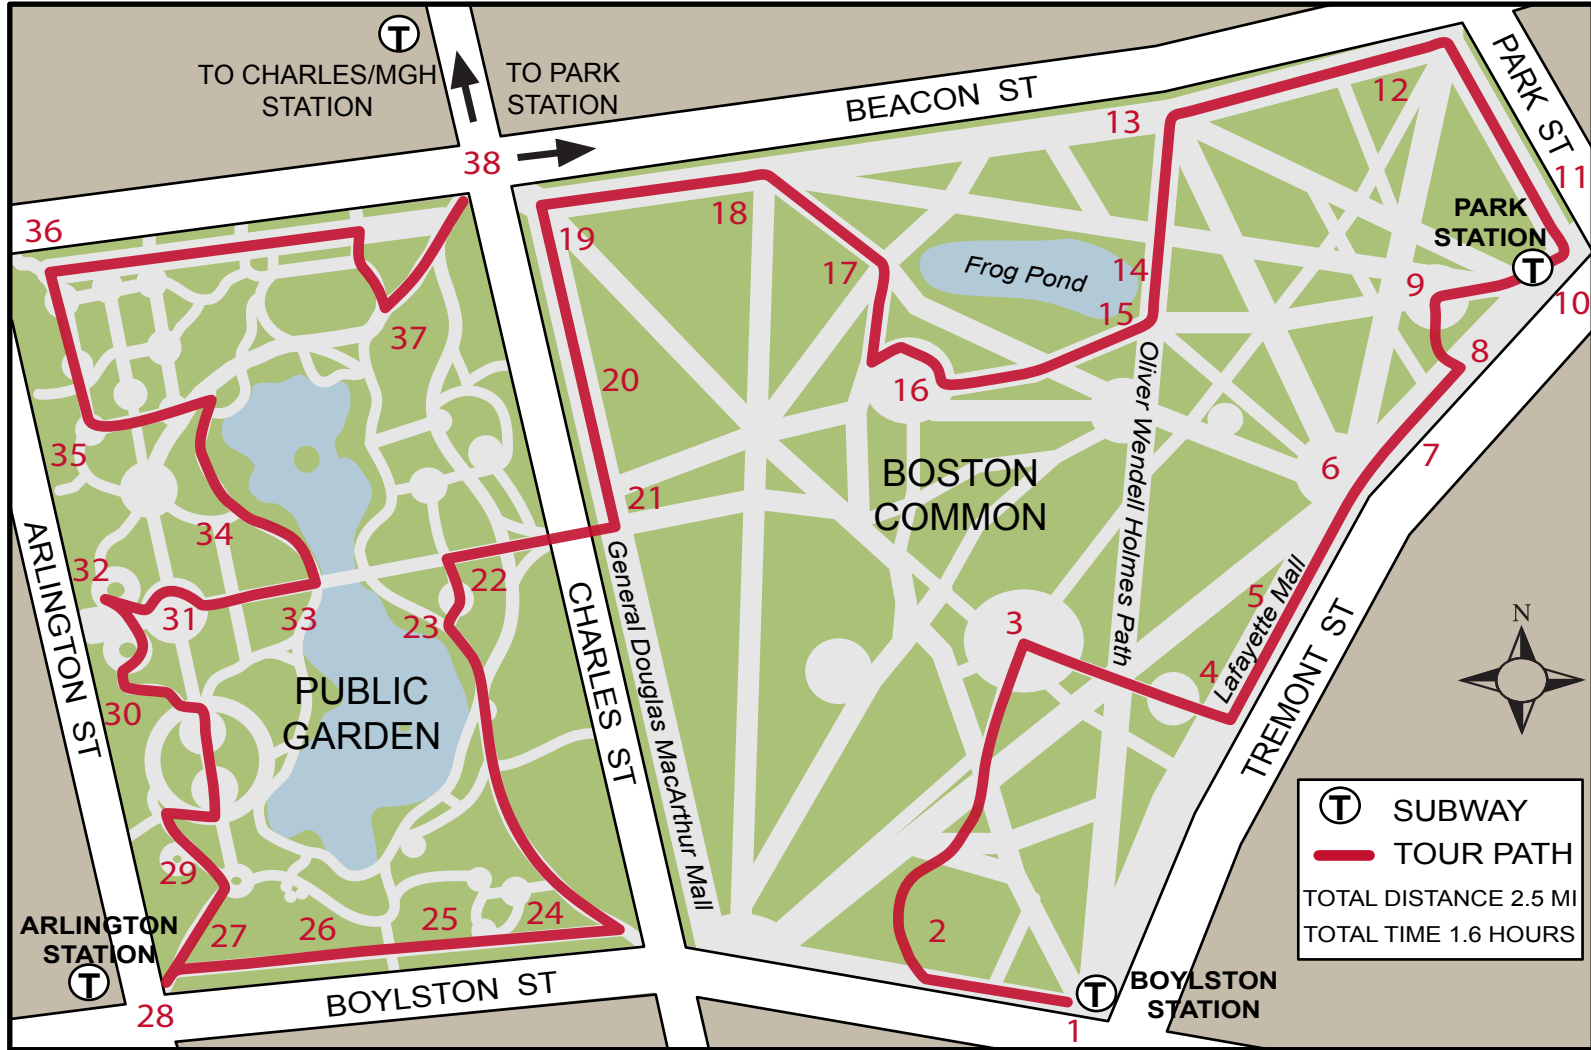 T
TO CHARLES/MGH
STATION
TO PARK
STATION
BEACON ST
PARK ST
12
13
11
38
36
PARK
STATION
T
18
19
17
14
Frog Pond
15
9
10
37
8
20
16
35
6
7
BOSTON
COMMON
21
34
22
32
31
33
23
3
5
4
Oliver Wendell Holmes Path
Lafayette Mall
General Douglas MacArthur Mall
CHARLES ST
ARLINGTON ST
TREMONT ST
N
PUBLIC
GARDEN
30
29
27
26
25
24
2
ARLINGTON
STATION
T
28
BOYLSTON ST
T
BOYLSTON
STATION
1
T SUBWAY
TOUR PATH
TOTAL DISTANCE 2.5 MI
TOTAL TIME 1.6 HOURS